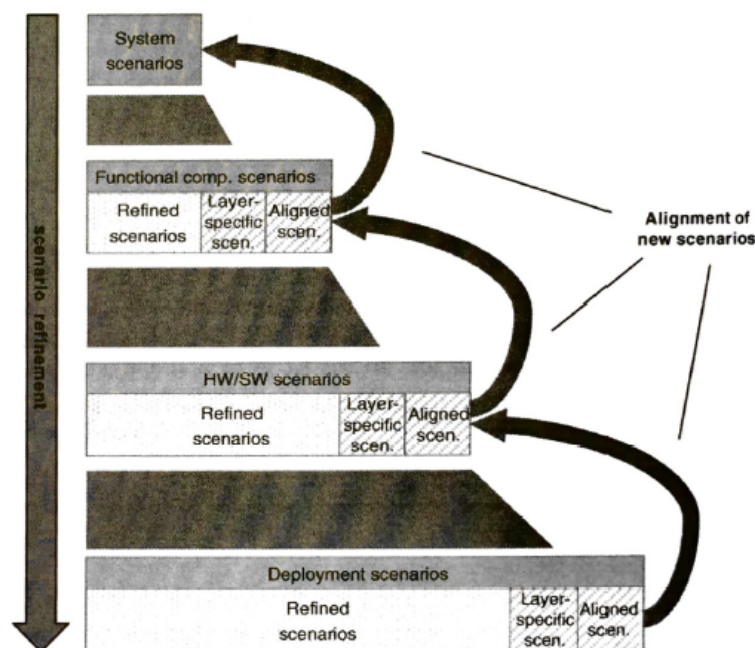 System
scenarios
Functional comp. scenarios
Refined
scenarios
Layer-
specific
scen.
Aligned
scen.
Alignment of
new scenarios
scenario refinement
HW/SW scenarios
Refined
scenarios
Layer-
specific
scen.
Aligned
scen.
Deployment scenarios
Refined
scenarios
Layer-
specific
scen.
Aligned
scen.